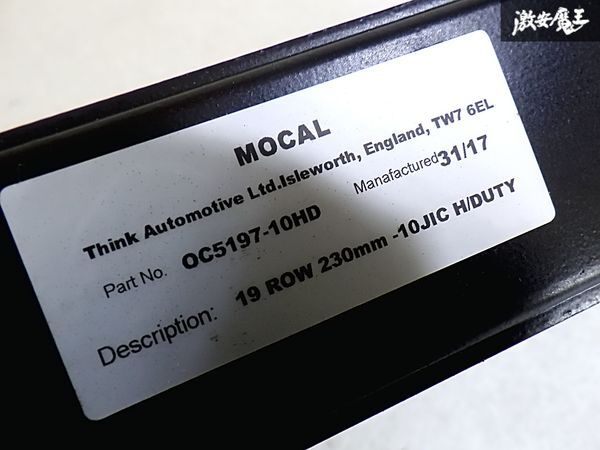 激安魔王
MOCAL
Think Automotive Ltd.Isleworth, England, TW7 6EL
Part No. OC5197-10HD Manafactured 31/17
Description: 19 ROW 230mm -10JIC H/DUTY